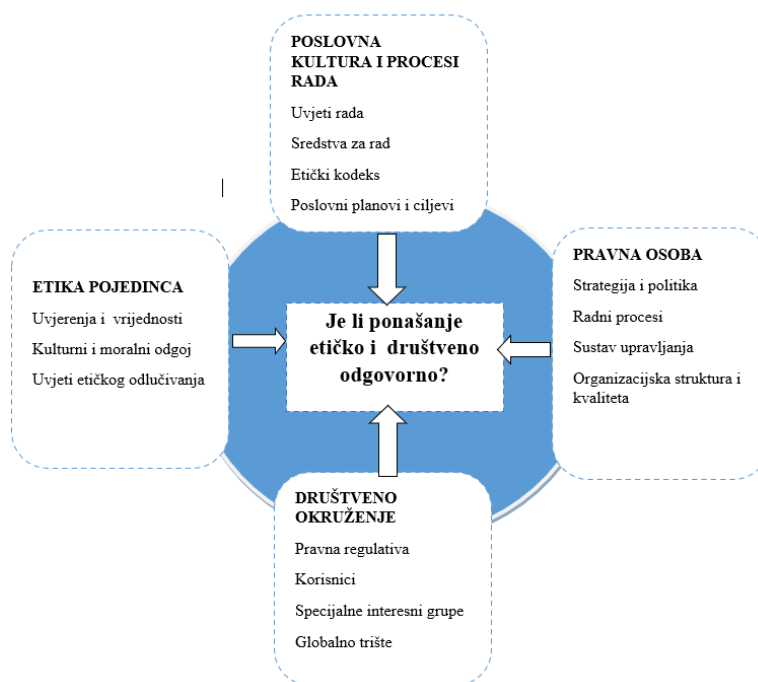 POSLOVNA
KULTURA I PROCESI
RADA
Uvjeti rada
Sredstva za rad
Etički kodeks
Poslovni planovi i ciljevi
ETIKA POJEDINCA
Uvjerenja i vrijednosti
Kulturni i moralni odgoj
Uvjeti etičkog odlučivanja
Je li ponašanje
etičko i društveno
odgovorno?
PRAVNA OSOBA
Strategija i politika
Radni procesi
Sustav upravljanja
Organizacijska struktura i
kvaliteta
DRUŠTVENO
OKRUŽENJE
Pravna regulativa
Korisnici
Specijalne interesni grupe
Globalno trište